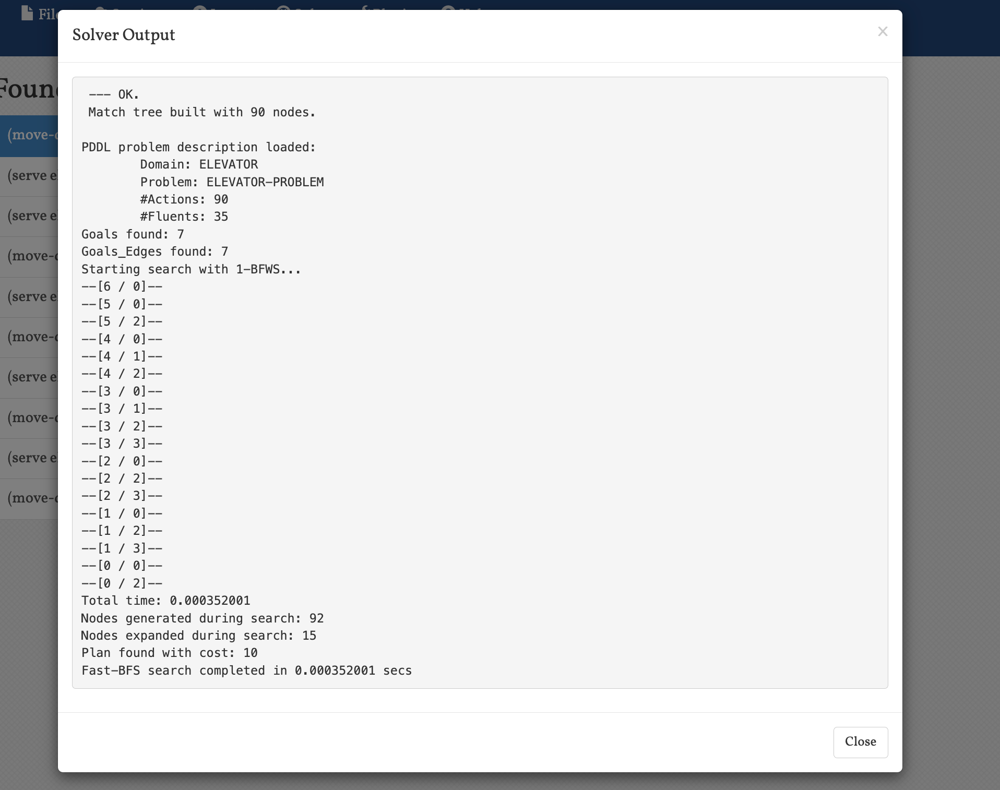 File
Solver Output
×
Found
(move-
(serve e
(serve e
(move-
(serve e
(move-
(serve e
(move-
(serve e
(move-
--- OK.
Match tree built with 90 nodes.
PDDL problem description loaded:
Domain: ELEVATOR
Problem: ELEVATOR-PROBLEM
#Actions: 90
#Fluents: 35
Goals found: 7
Goals_Edges found: 7
Starting search with 1-BFWS...
--[6 / 0]--
--[5 / 0]--
--[5 / 2]--
--[4 / 0]--
--[4 / 1]--
--[4 / 2]--
--[3 / 0]--
--[3 / 1]--
--[3 / 2]--
--[3 / 3]--
--[2 / 0]--
--[2 / 2]--
--[2 / 3]--
--[1 / 0]--
--[1 / 2]--
--[1 / 3]--
--[0 / 0]--
--[0 / 2]--
Total time: 0.000352001
Nodes generated during search: 92
Nodes expanded during search: 15
Plan found with cost: 10
Fast-BFS search completed in 0.000352001 secs
Close